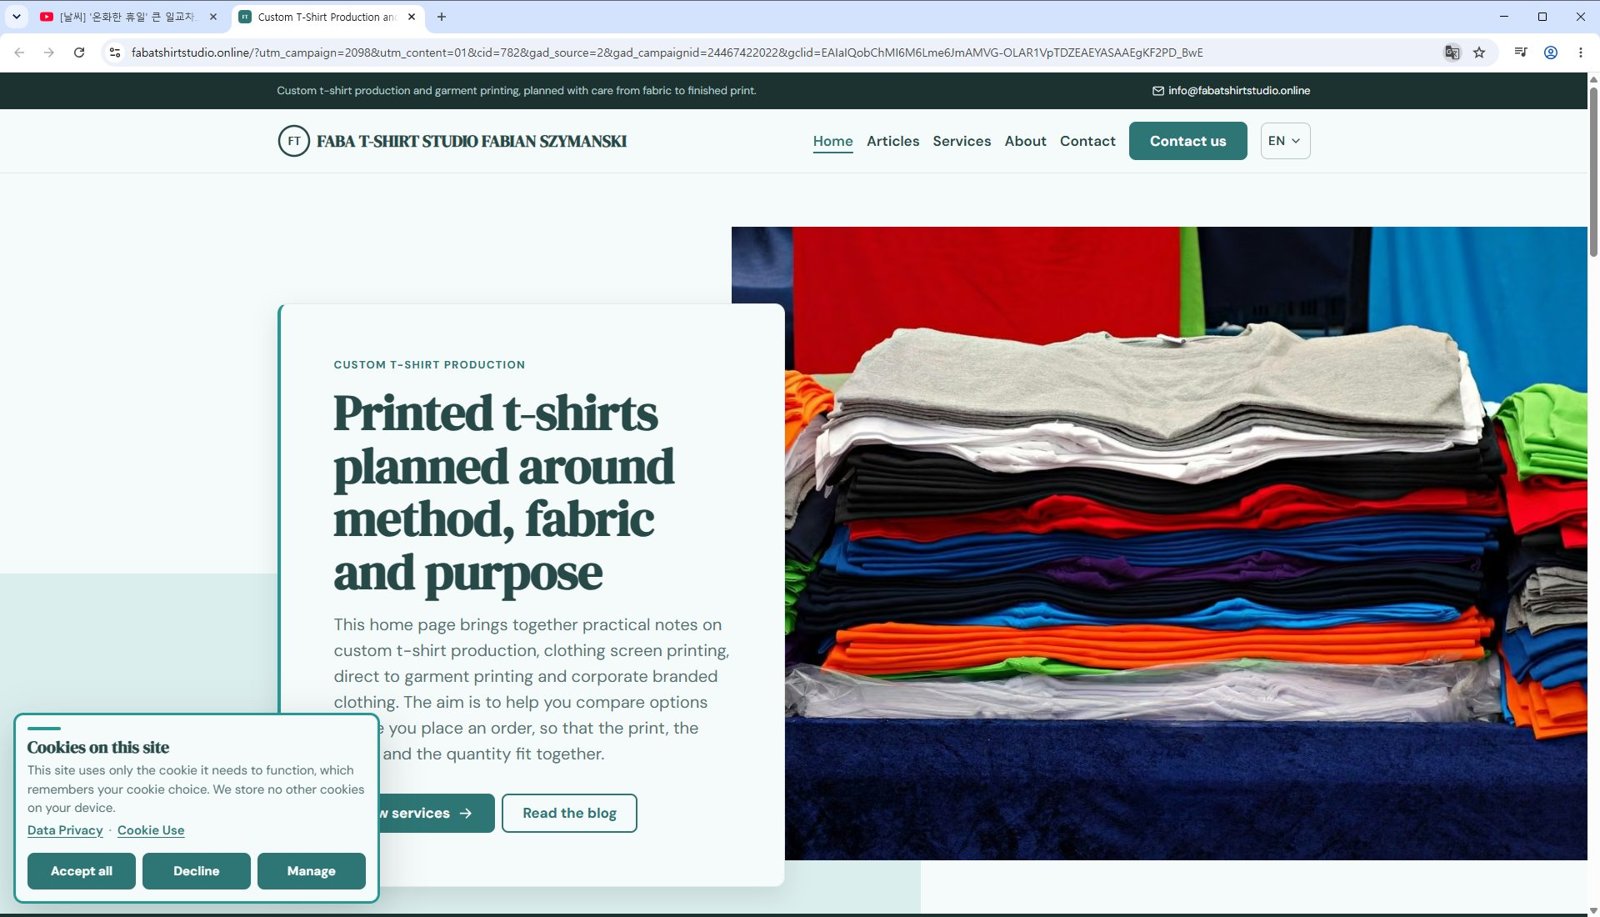 [날씨] '온화한 휴일' 큰 일교차
Custom T-Shirt Production and
fabatshirtstudio.online/?utm_campaign=2098&utm_content=01&cid=782&gad_source=2&gad_campaignid=24467422022&gclid=EAIaIQobChMI6M6Lme6JmAMVG-OLAR1VpTDZEAEYASAAEgKF2PD_BwE
Custom t-shirt production and garment printing, planned with care from fabric to finished print.
info@fabatshirtstudio.online
FT
FABA T-SHIRT STUDIO FABIAN SZYMANSKI
Home
Articles
Services
About
Contact
Contact us
EN
CUSTOM T-SHIRT PRODUCTION
Printed t-shirts
planned around
method, fabric
and purpose
This home page brings together practical notes on
custom t-shirt production, clothing screen printing,
direct to garment printing and corporate branded
clothing. The aim is to help you compare options
you place an order, so that the print, the
and the quantity fit together.
services
Read the blog
Cookies on this site
This site uses only the cookie it needs to function, which
remembers your cookie choice. We store no other cookies
on your device.
Data Privacy · Cookie Use
Accept all
Decline
Manage